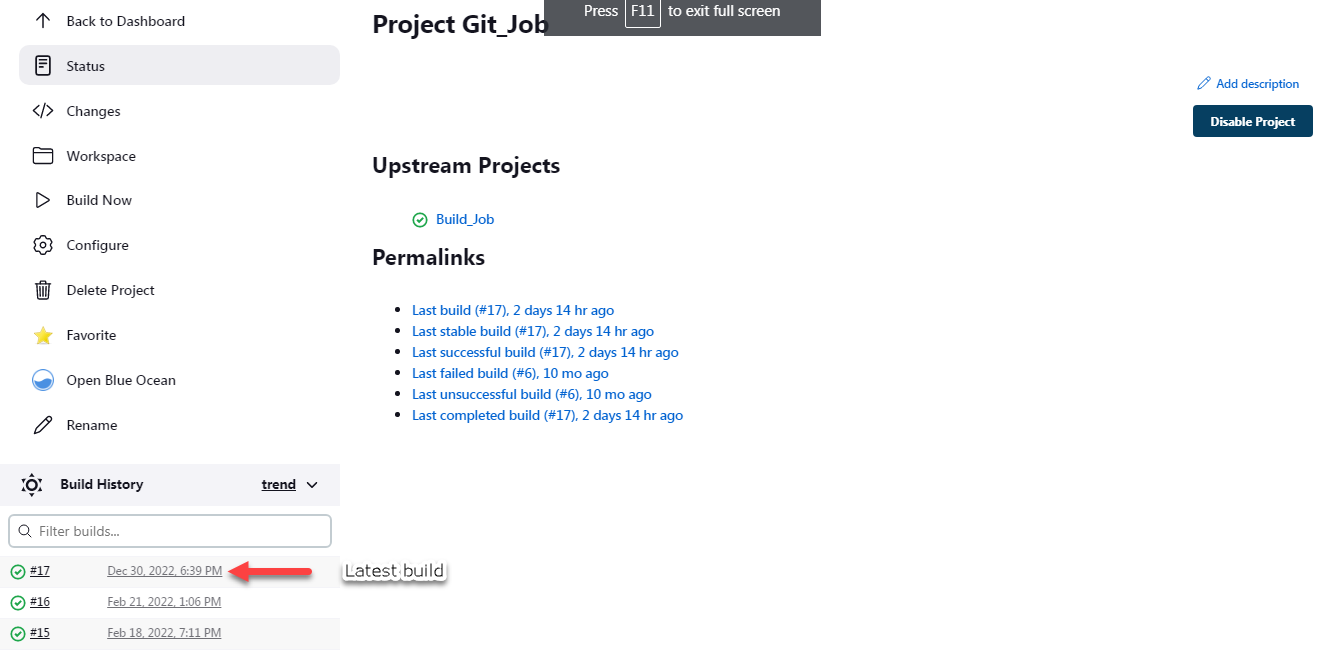 Press F11 to exit full screen
Back to Dashboard
Status
Changes
Workspace
Build Now
Configure
Delete Project
Favorite
Open Blue Ocean
Rename
Build History
trend
Filter builds...
#17 Dec 30, 2022, 6:39 PM
Latest build
#16 Feb 21, 2022, 1:06 PM
#15 Feb 18, 2022, 7:11 PM
Project Git_Job
Add description
Disable Project
Upstream Projects
Build_Job
Permalinks
Last build (#17), 2 days 14 hr ago
Last stable build (#17), 2 days 14 hr ago
Last successful build (#17), 2 days 14 hr ago
Last failed build (#6), 10 mo ago
Last unsuccessful build (#6), 10 mo ago
Last completed build (#17), 2 days 14 hr ago